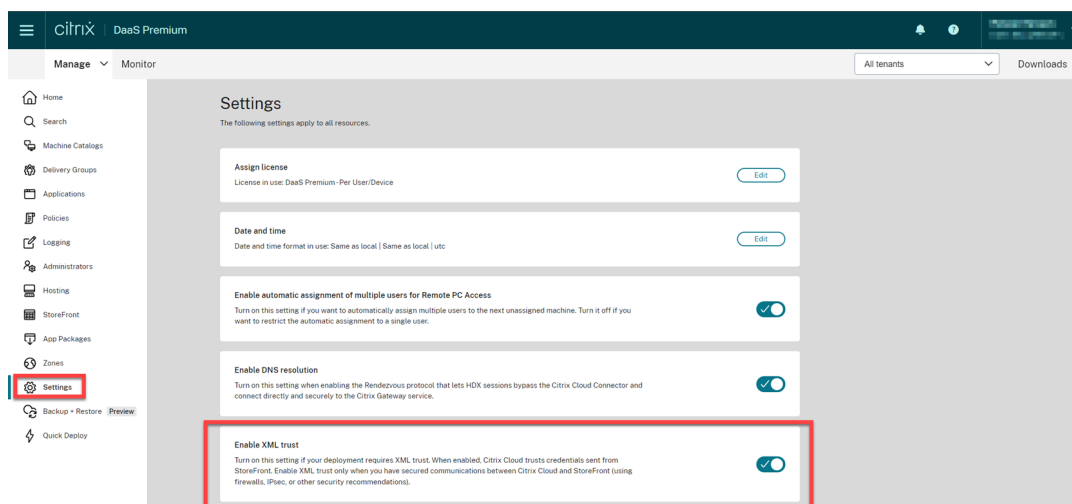 citrix DaaS Premium
Manage Monitor All tenants Downloads
Home
Search
Machine Catalogs
Delivery Groups
Applications
Policies
Logging
Administrators
Hosting
StoreFront
App Packages
Zones
Settings
Backup + Restore Preview
Quick Deploy
Settings
The following settings apply to all resources.
Assign license
License in use: DaaS Premium - Per User/Device
Edit
Date and time
Date and time format in use: Same as local | Same as local | utc
Edit
Enable automatic assignment of multiple users for Remote PC Access
Turn on this setting if you want to automatically assign multiple users to the next unassigned machine. Turn it off if you
want to restrict the automatic assignment to a single user.
Enable DNS resolution
Turn on this setting when enabling the Rendezvous protocol that lets HDX sessions bypass the Citrix Cloud Connector and
connect directly and securely to the Citrix Gateway service.
Enable XML trust
Turn on this setting if your deployment requires XML trust. When enabled, Citrix Cloud trusts credentials sent from
StoreFront. Enable XML trust only when you have secured communications between Citrix Cloud and StoreFront (using
firewalls, IPsec, or other security recommendations).